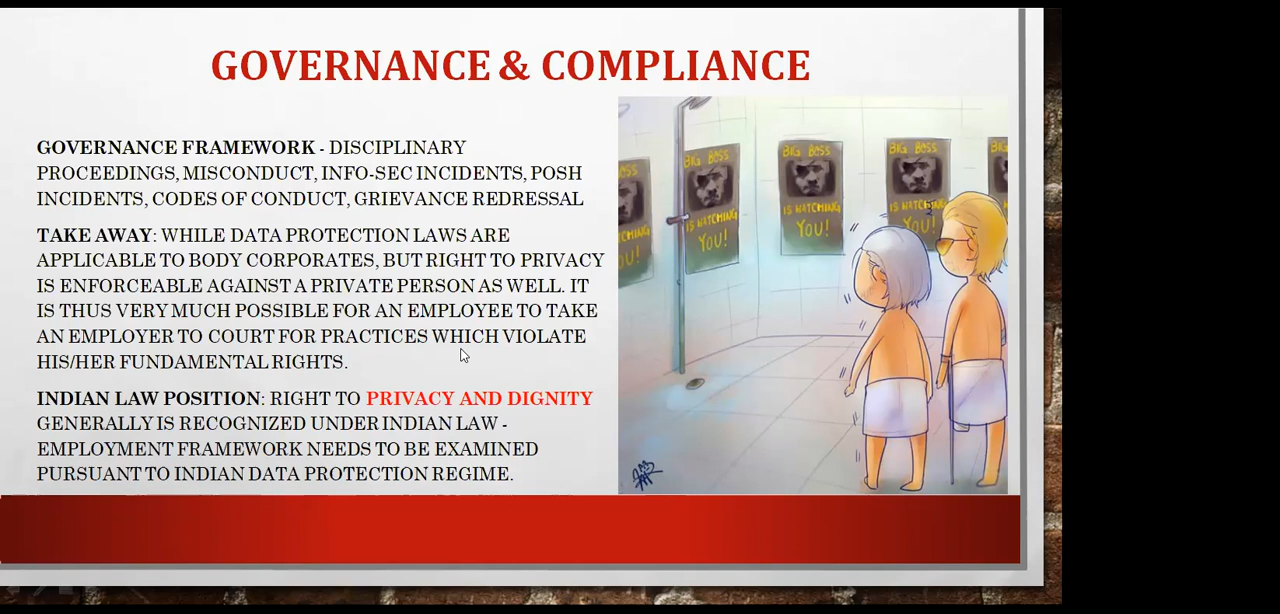 GOVERNANCE & COMPLIANCE
GOVERNANCE FRAMEWORK - DISCIPLINARY
PROCEEDINGS, MISCONDUCT, INFO-SEC INCIDENTS, POSH
INCIDENTS, CODES OF CONDUCT, GRIEVANCE REDRESSAL
TAKE AWAY: WHILE DATA PROTECTION LAWS ARE
APPLICABLE TO BODY CORPORATES, BUT RIGHT TO PRIVACY
IS ENFORCEABLE AGAINST A PRIVATE PERSON AS WELL. IT
IS THUS VERY MUCH POSSIBLE FOR AN EMPLOYEE TO TAKE
AN EMPLOYER TO COURT FOR PRACTICES WHICH VIOLATE
HIS/HER FUNDAMENTAL RIGHTS.
INDIAN LAW POSITION: RIGHT TO PRIVACY AND DIGNITY
GENERALLY IS RECOGNIZED UNDER INDIAN LAW -
EMPLOYMENT FRAMEWORK NEEDS TO BE EXAMINED
PURSUANT TO INDIAN DATA PROTECTION REGIME.
YOU!
BIG BOSS
IS WATCHING
YOU!
BIG BOSS
IS WATCHING
YOU!
BIG BOSS
IS WATCHING
BIG